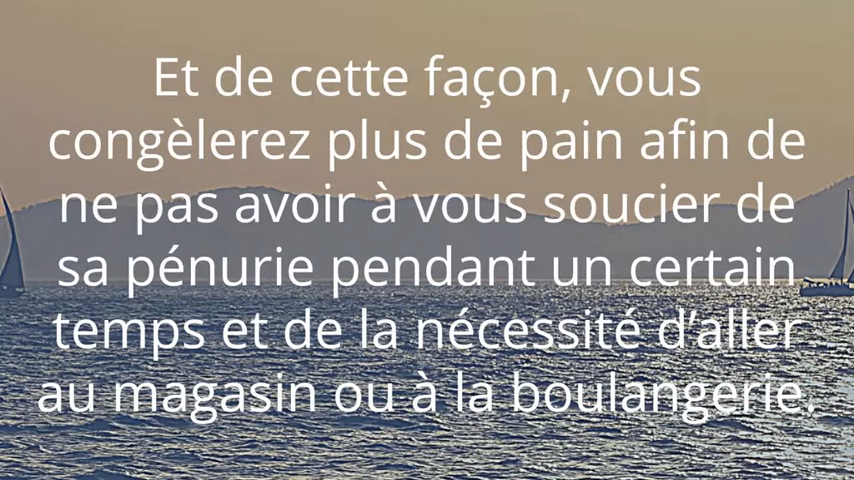 Et de cette façon, vous
congèlerez plus de pain afin de
ne pas avoir à vous soucier de
sa pénurie pendant un certain
temps et de la nécessité d’aller
au magasin ou à la boulangerie.